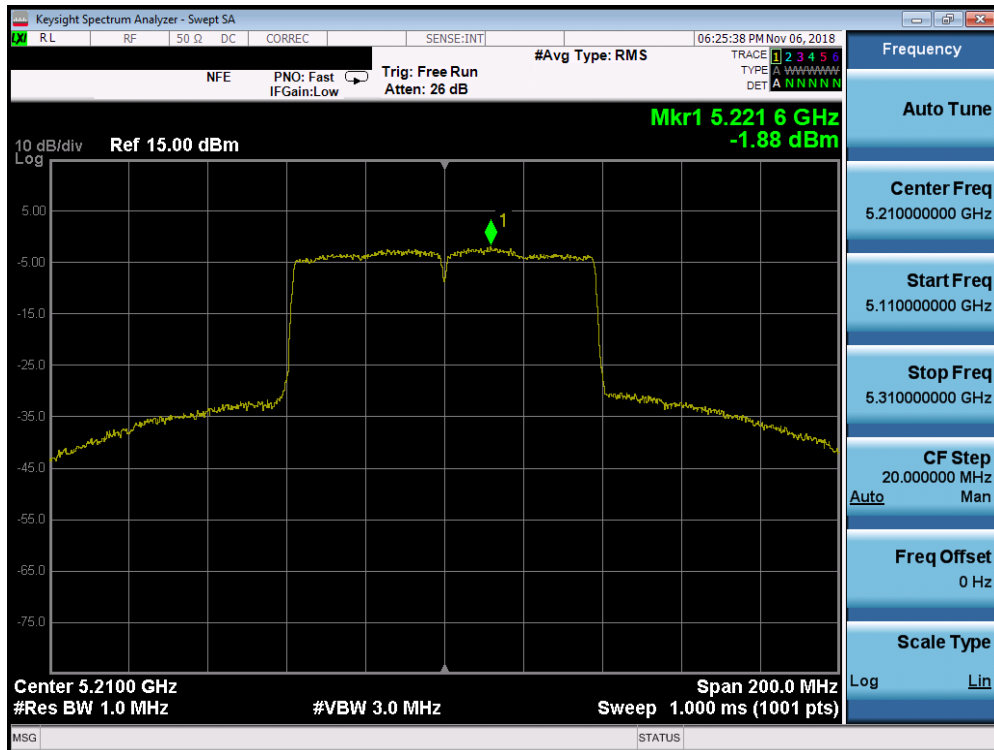 Keysight Spectrum Analyzer - Swept SA
LXI RL RF 50 Ω DC CORREC SENSE:INT 06:25:38 PM Nov 06, 2018
#Avg Type: RMS
TRACE 1 2 3 4 5 6
TYPE A WWWWW
DET A N N N N N
NFE PNO: Fast Trig: Free Run
IFGain:Low Atten: 26 dB
Mkr1 5.221 6 GHz
-1.88 dBm
10 dB/div Ref 15.00 dBm
Log
1
5.00
-5.00
-15.0
-25.0
-35.0
-45.0
-55.0
-65.0
-75.0
Center 5.2100 GHz Span 200.0 MHz
#Res BW 1.0 MHz #VBW 3.0 MHz Sweep 1.000 ms (1001 pts)
MSG STATUS
Frequency
Auto Tune
Center Freq
5.210000000 GHz
Start Freq
5.110000000 GHz
Stop Freq
5.310000000 GHz
CF Step
20.000000 MHz
Auto Man
Freq Offset
0 Hz
Scale Type
Log Lin